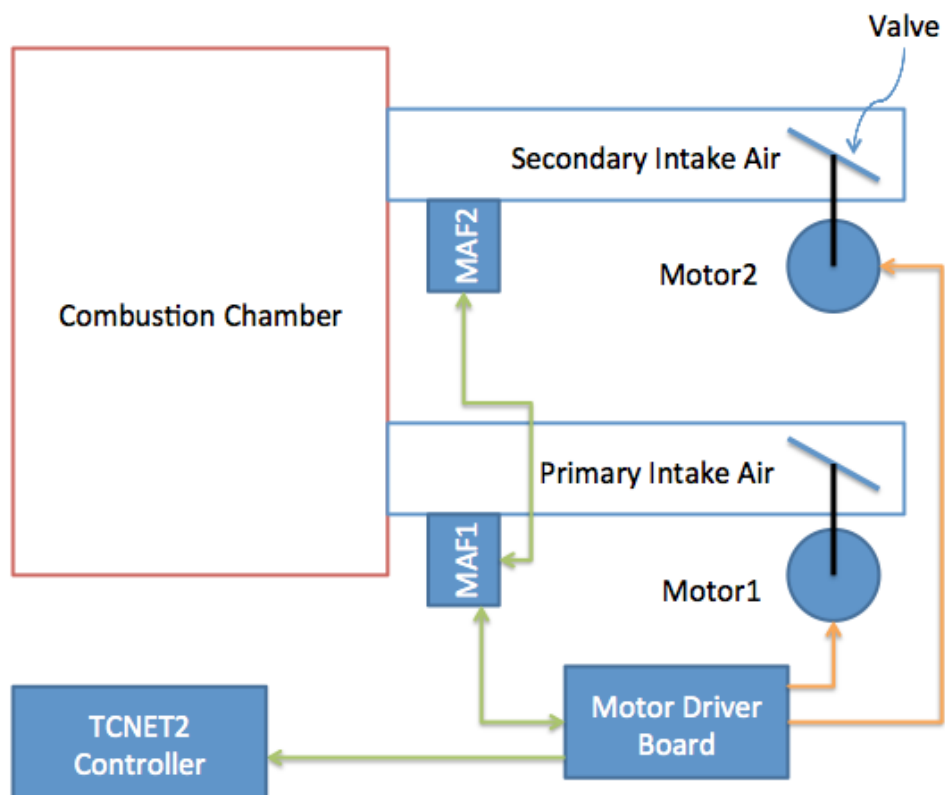 Valve
Secondary Intake Air
MAF2
Motor2
Combustion Chamber
Primary Intake Air
MAF1
Motor1
Motor Driver
Board
TCNET2
Controller